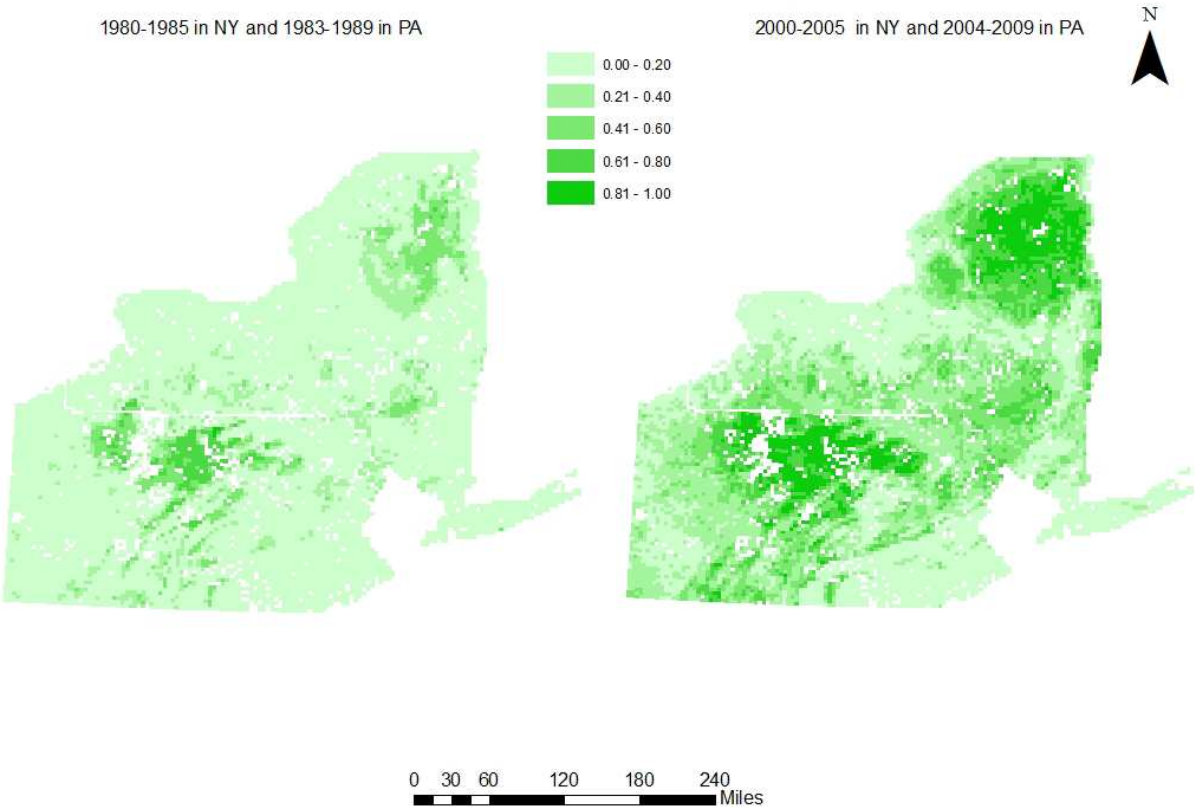 1980-1985 in NY and 1983-1989 in PA
2000-2005 in NY and 2004-2009 in PA
N
0.00 - 0.20
0.21 - 0.40
0.41 - 0.60
0.61 - 0.80
0.81 - 1.00
0 30 60 120 180 240
Miles